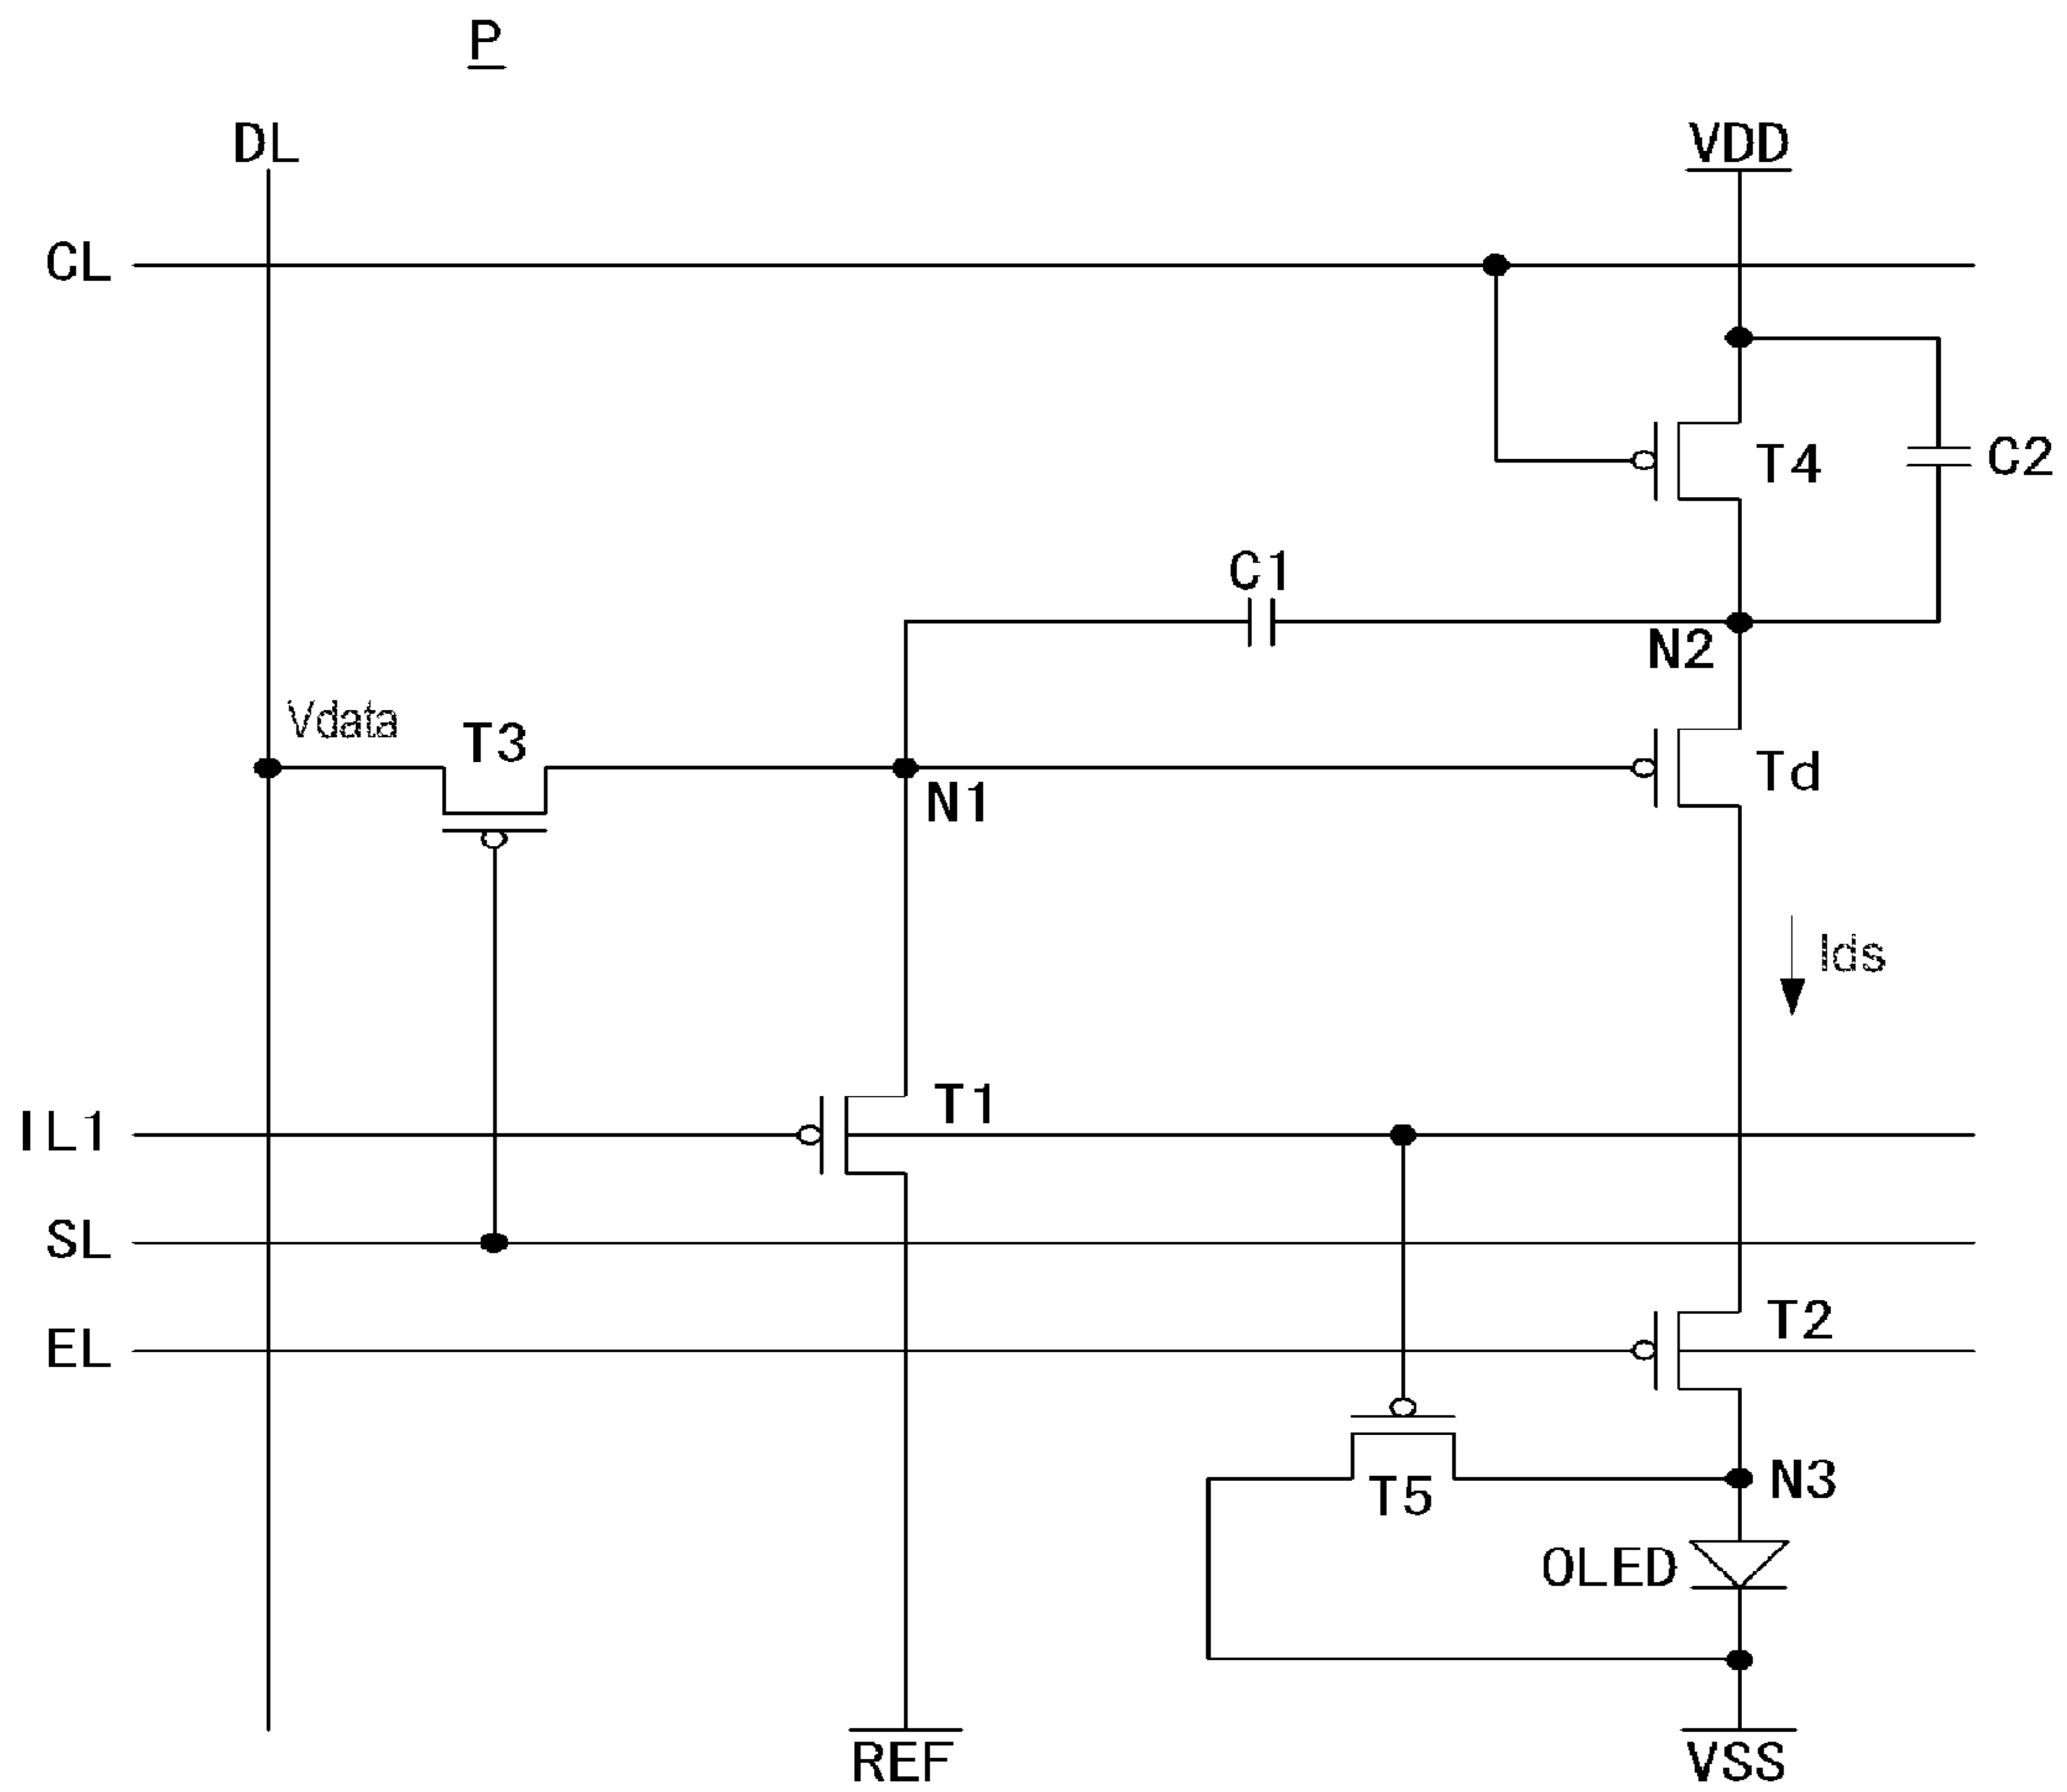 P
DL
VDD
CL
T4
C2
C1
N2
Vdata
T3
Td
N1
Ids
T1
IL1
SL
T2
EL
N3
T5
OLED
REF
VSS